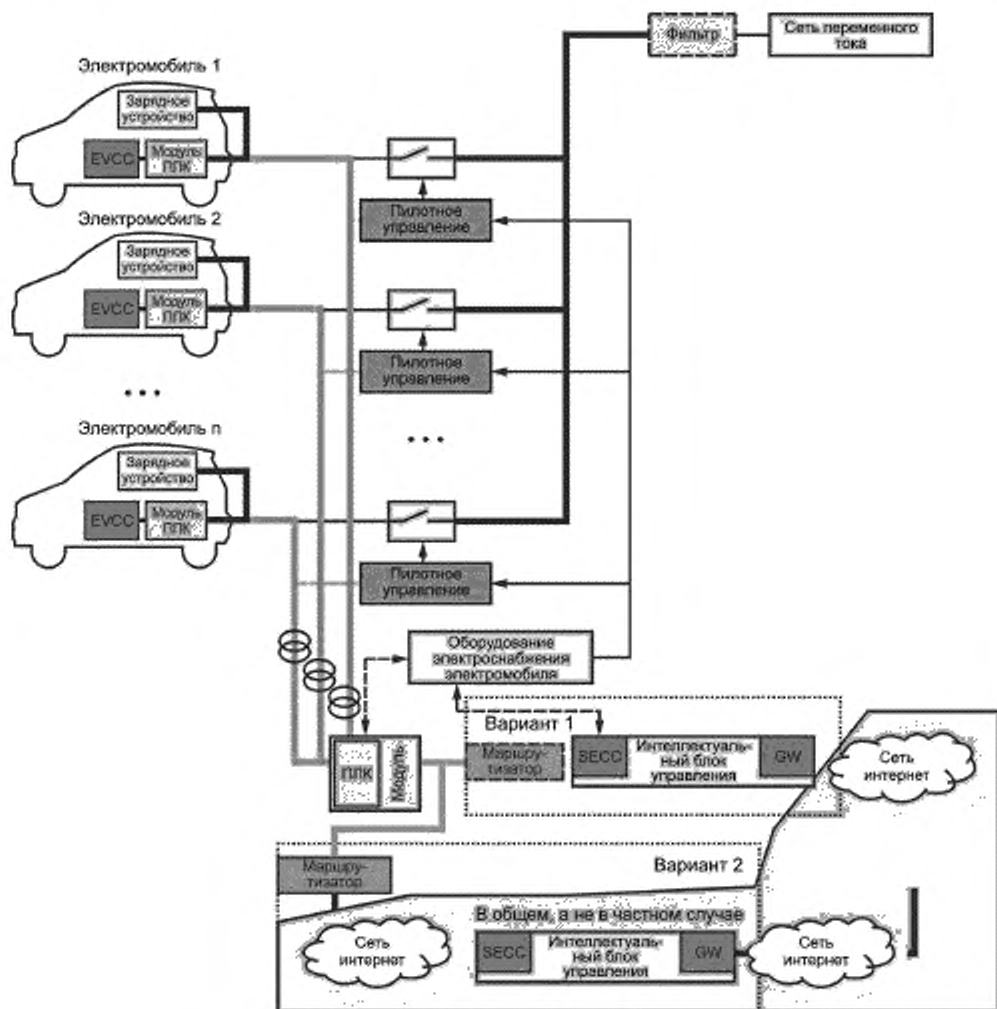 Фильтр
Сеть переменного
тока
Электромобиль 1
Зарядное
устройство
EVCC
Модуль
ПЛК
Пилотное
управление
Электромобиль 2
Зарядное
устройство
EVCC
Модуль
ПЛК
Пилотное
управление
• • •
• • •
Электромобиль n
Зарядное
устройство
EVCC
Модуль
ПЛК
Пилотное
управление
Оборудование
электроснабжения
электромобиля
Вариант 1
ПЛК
Модуль
Маршру-
тизатор
SECC
Интеллектуаль-
ный блок
управления
GW
Сеть
интернет
Маршру-
тизатор
Вариант 2
В общем, а не в частном случае
Сеть
интернет
SECC
Интеллектуаль-
ный блок
управления
GW
Сеть
интернет